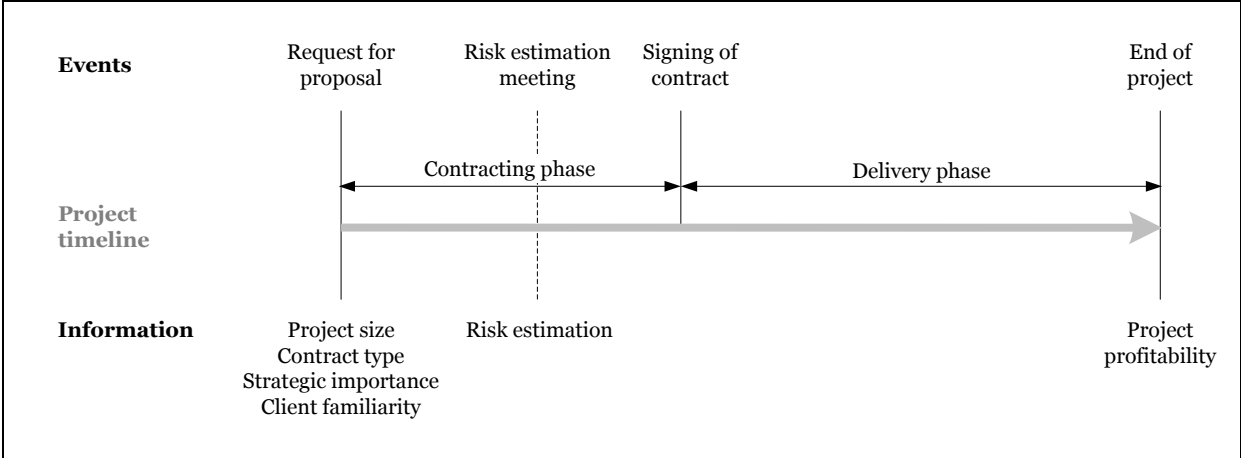 Events
Request for
proposal
Risk estimation
meeting
Signing of
contract
End of
project
Contracting phase
Delivery phase
Project
timeline
Information
Project size
Contract type
Strategic importance
Client familiarity
Risk estimation
Project
profitability